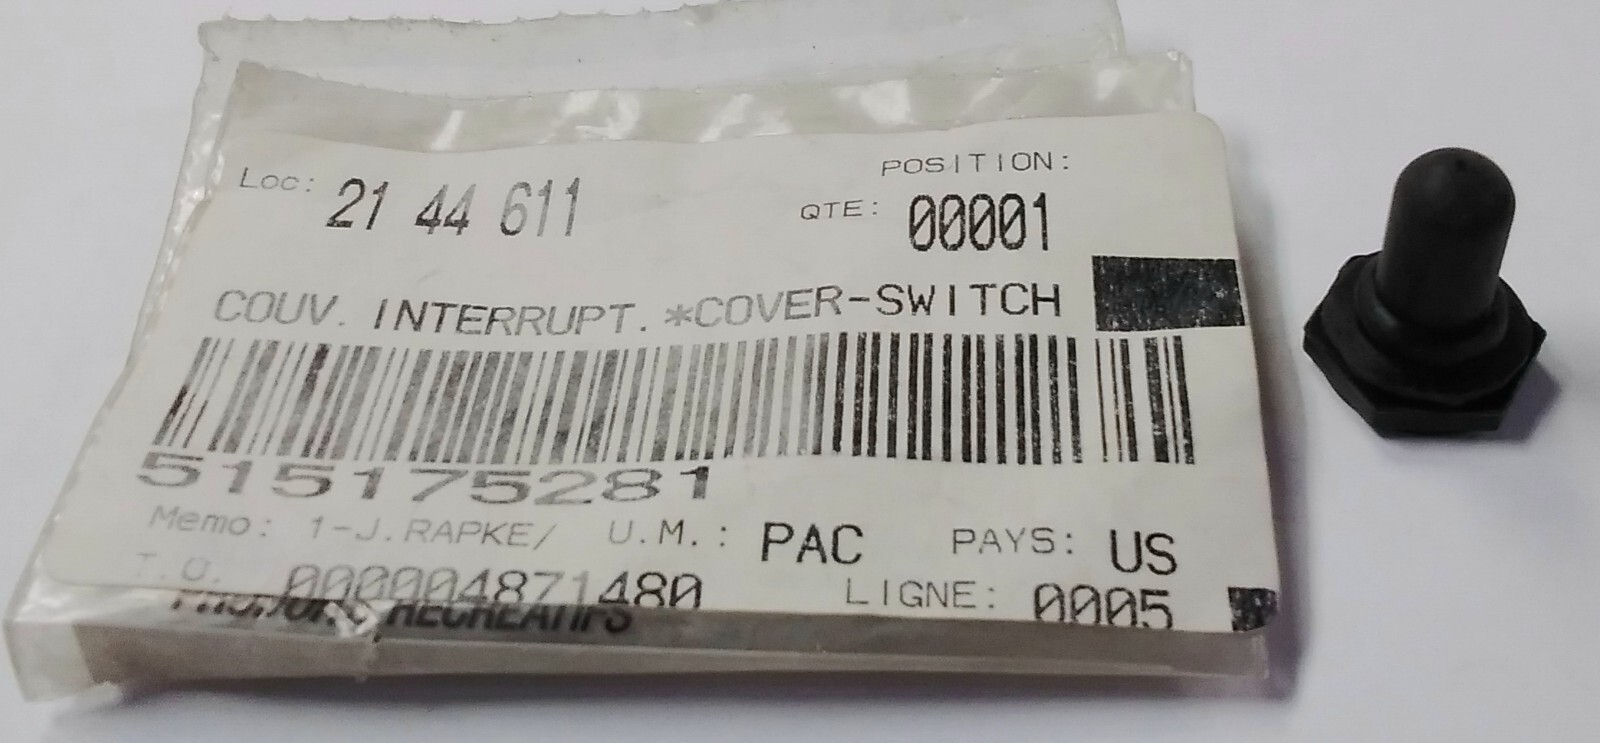 POSITION:
Loc: 21 44 611 QTE: 00001
COUV. INTERRUPT. *COVER-SWITCH
515175281
Memo: 1-J.RAPKE/ U.M.: PAC PAYS: US
T.O. 000004871480 LIGNE: 0005